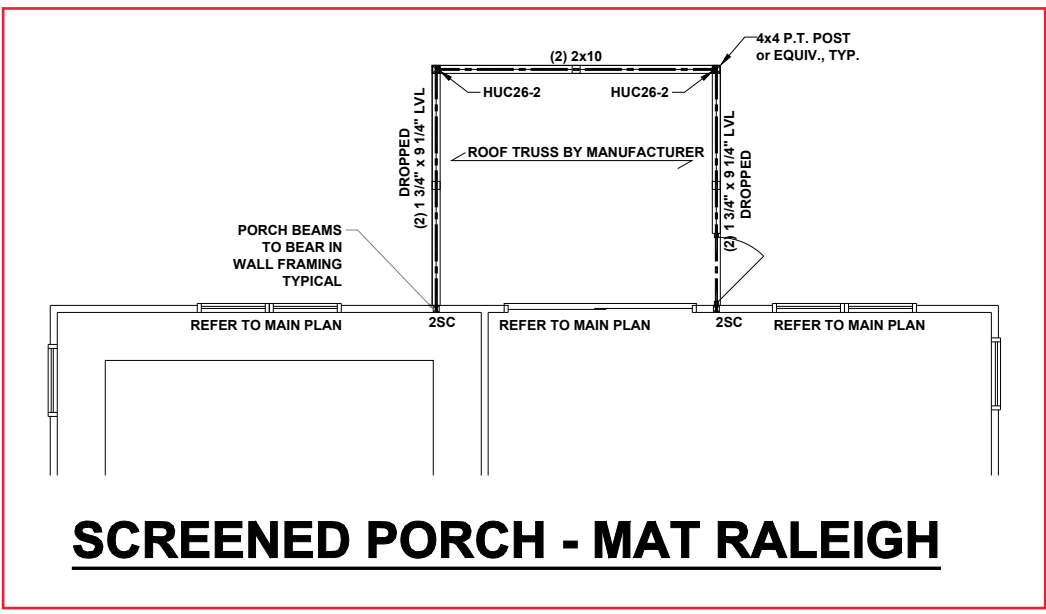 4x4 P.T. POST
or EQUIV., TYP.
(2) 2x10
HUC26-2
HUC26-2
DROPPED
(2) 1 3/4" x 9 1/4" LVL
ROOF TRUSS BY MANUFACTURER
(2) 1 3/4" x 9 1/4" LVL
DROPPED
PORCH BEAMS
TO BEAR IN
WALL FRAMING
TYPICAL
REFER TO MAIN PLAN
2SC
REFER TO MAIN PLAN
2SC
REFER TO MAIN PLAN
SCREENED PORCH - MAT RALEIGH